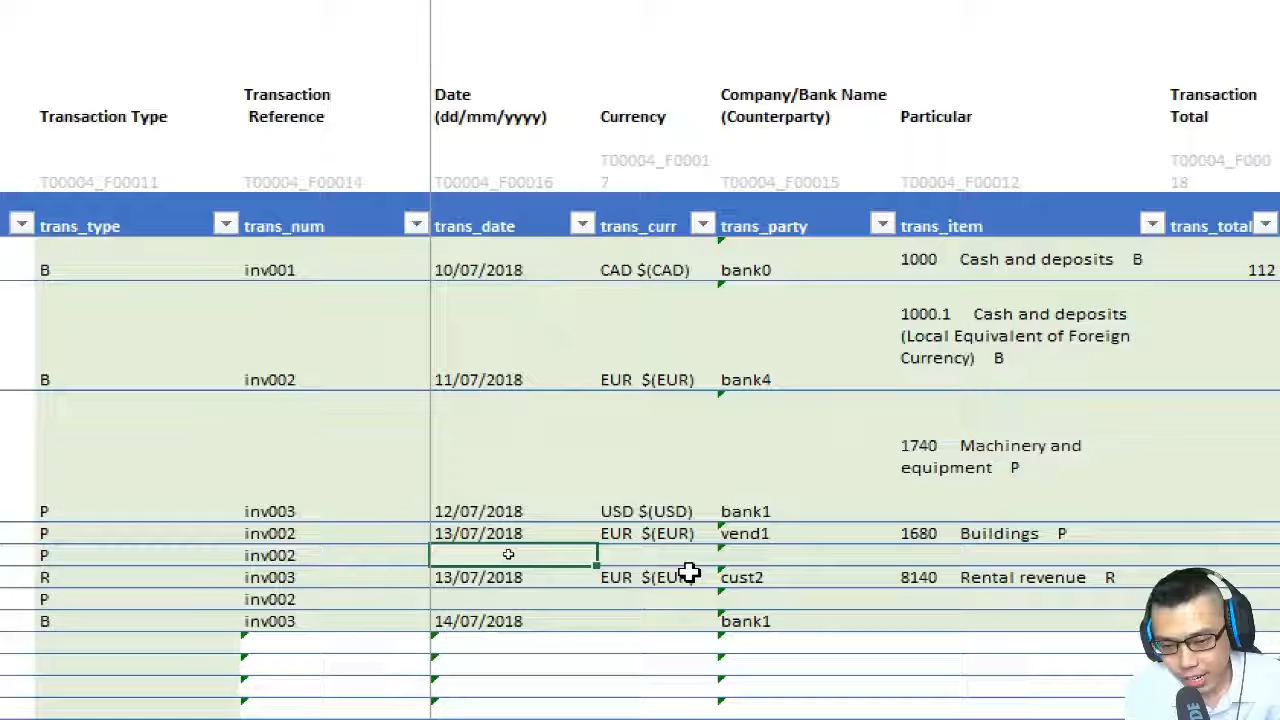 Transaction Type
Transaction
Reference
Date
(dd/mm/yyyy)
Currency
Company/Bank Name
(Counterparty)
Particular
Transaction
Total
T00004_F00011
T00004_F00014
T00004_F00016
T00004_F0001
7
T00004_F00015
T00004_F00012
T00004_F000
18
trans_type trans_num trans_date trans_curr trans_party trans_item trans_total
B inv001 10/07/2018 CAD $(CAD) bank0 1000 Cash and deposits B 112
1000.1 Cash and deposits
(Local Equivalent of Foreign
Currency) B
B inv002 11/07/2018 EUR $(EUR) bank4
1740 Machinery and
equipment P
P inv003 12/07/2018 USD $(USD) bank1
P inv002 13/07/2018 EUR $(EUR) vend1 1680 Buildings P
P inv002
R inv003 13/07/2018 EUR cust2 8140 Rental revenue R
P inv002
B inv003 14/07/2018 bank1